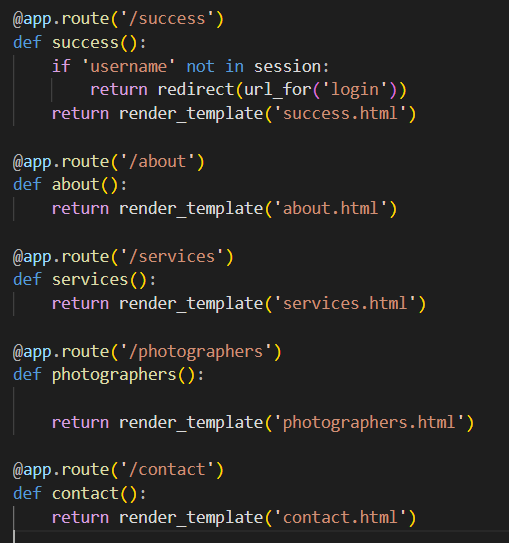 @app.route('/success')
def success():
    if 'username' not in session:
        return redirect(url_for('login'))
    return render_template('success.html')

@app.route('/about')
def about():
    return render_template('about.html')

@app.route('/services')
def services():
    return render_template('services.html')

@app.route('/photographers')
def photographers():

    return render_template('photographers.html')

@app.route('/contact')
def contact():
    return render_template('contact.html')